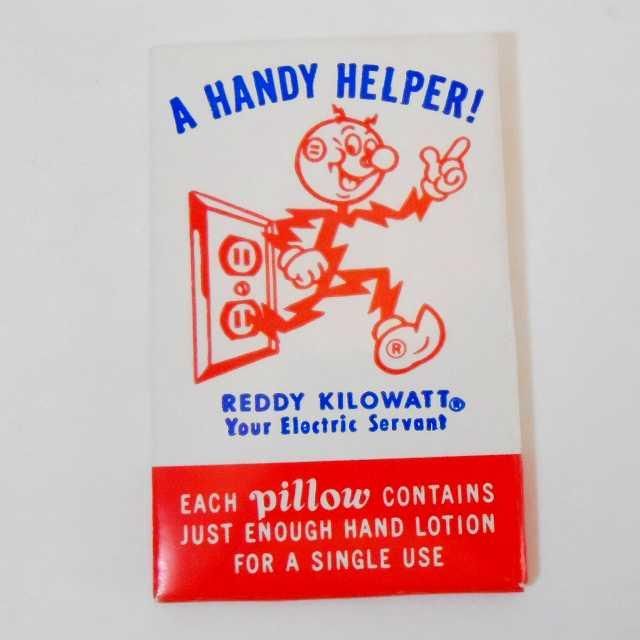 A HANDY HELPER!
®
REDDY KILOWATT®
Your Electric Servant
EACH pillow CONTAINS
JUST ENOUGH HAND LOTION
FOR A SINGLE USE